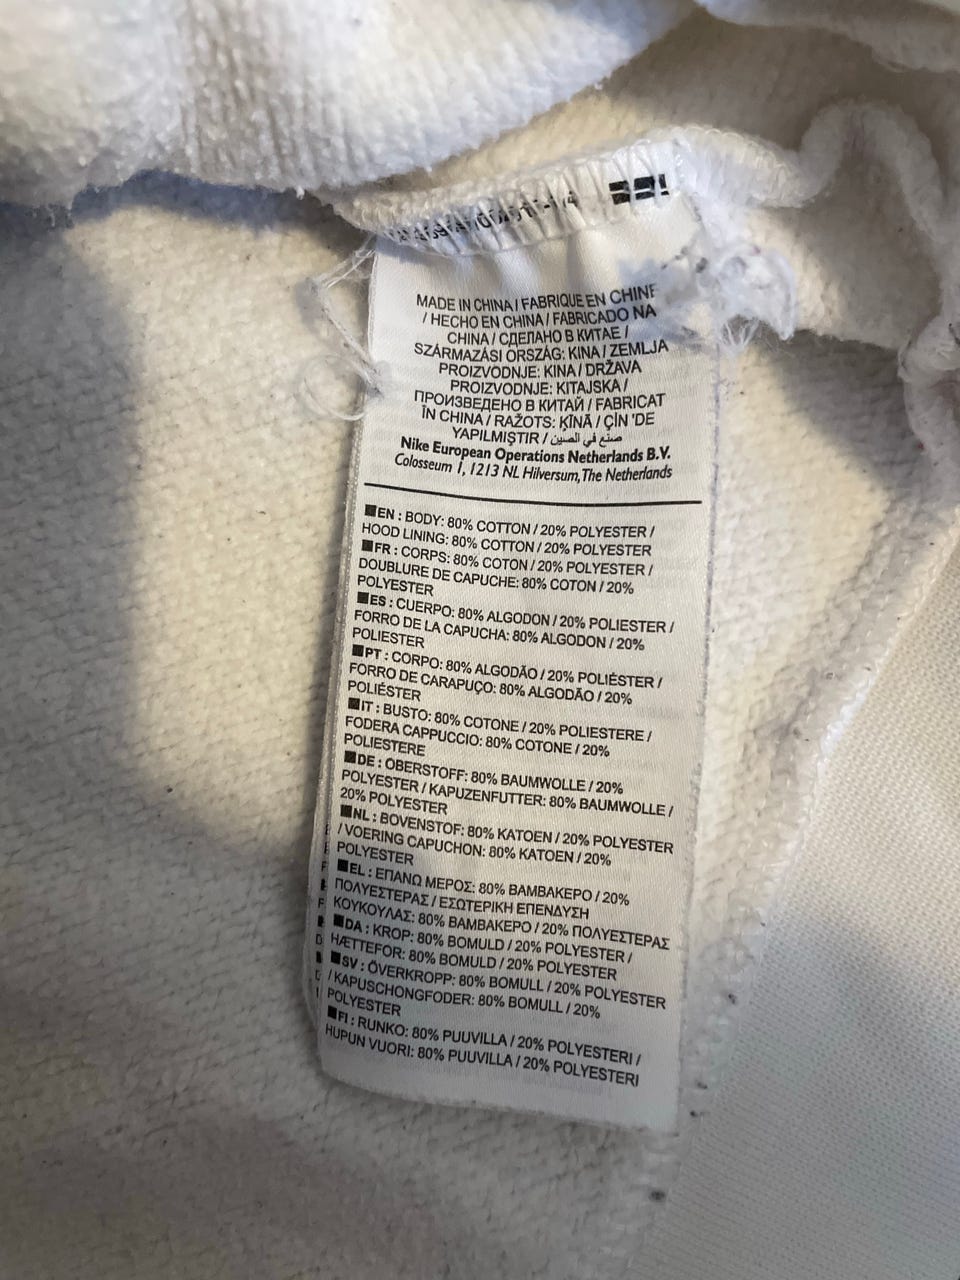 MADE IN CHINA / FABRIQUE EN CHINE
/ HECHO EN CHINA / FABRICADO NA
CHINA / СДЕЛАНО В КИТАЕ /
SZÁRMAZÁSI ORSZÁG: KINA / ZEMLJA
PROIZVODNJE: KINA / DRŽAVA
PROIZVODNJE: KITAJSKA /
ПРОИЗВЕДЕНО В КИТАЙ / FABRICAT
ÎN CHINA / RAŽOTS: ĶĪNĀ / ÇİN 'DE
YAPILMIŞTIR / صنع في الصين
Nike European Operations Netherlands B.V.
Colosseum 1, 1213 NL Hilversum, The Netherlands
EN : BODY: 80% COTTON / 20% POLYESTER /
HOOD LINING: 80% COTTON / 20% POLYESTER
FR : CORPS: 80% COTON / 20% POLYESTER /
DOUBLURE DE CAPUCHE: 80% COTON / 20%
POLYESTER
ES : CUERPO: 80% ALGODON / 20% POLIESTER /
FORRO DE LA CAPUCHA: 80% ALGODON / 20%
POLIESTER
PT : CORPO: 80% ALGODÃO / 20% POLIÉSTER /
FORRO DE CARAPUÇO: 80% ALGODÃO / 20%
POLIÉSTER
IT : BUSTO: 80% COTONE / 20% POLIESTERE /
FODERA CAPPUCCIO: 80% COTONE / 20%
POLIESTERE
DE : OBERSTOFF: 80% BAUMWOLLE / 20%
POLYESTER / KAPUZENFUTTER: 80% BAUMWOLLE /
20% POLYESTER
NL : BOVENSTOF: 80% KATOEN / 20% POLYESTER
/ VOERING CAPUCHON: 80% KATOEN / 20%
POLYESTER
EL : ΕΠΑΝΩ ΜΕΡΟΣ: 80% ΒΑΜΒΑΚΕΡΟ / 20%
ΠΟΛΥΕΣΤΕΡΑΣ / ΕΣΩΤΕΡΙΚΗ ΕΠΕΝΔΥΣΗ
ΚΟΥΚΟΥΛΑΣ: 80% ΒΑΜΒΑΚΕΡΟ / 20% ΠΟΛΥΕΣΤΕΡΑΣ
DA : KROP: 80% BOMULD / 20% POLYESTER /
HÆTTEFOR: 80% BOMULD / 20% POLYESTER
SV : ÖVERKROPP: 80% BOMULL / 20% POLYESTER
/ KAPUSCHONGFODER: 80% BOMULL / 20%
POLYESTER
FI : RUNKO: 80% PUUVILLA / 20% POLYESTERI /
HUPUN VUORI: 80% PUUVILLA / 20% POLYESTERI